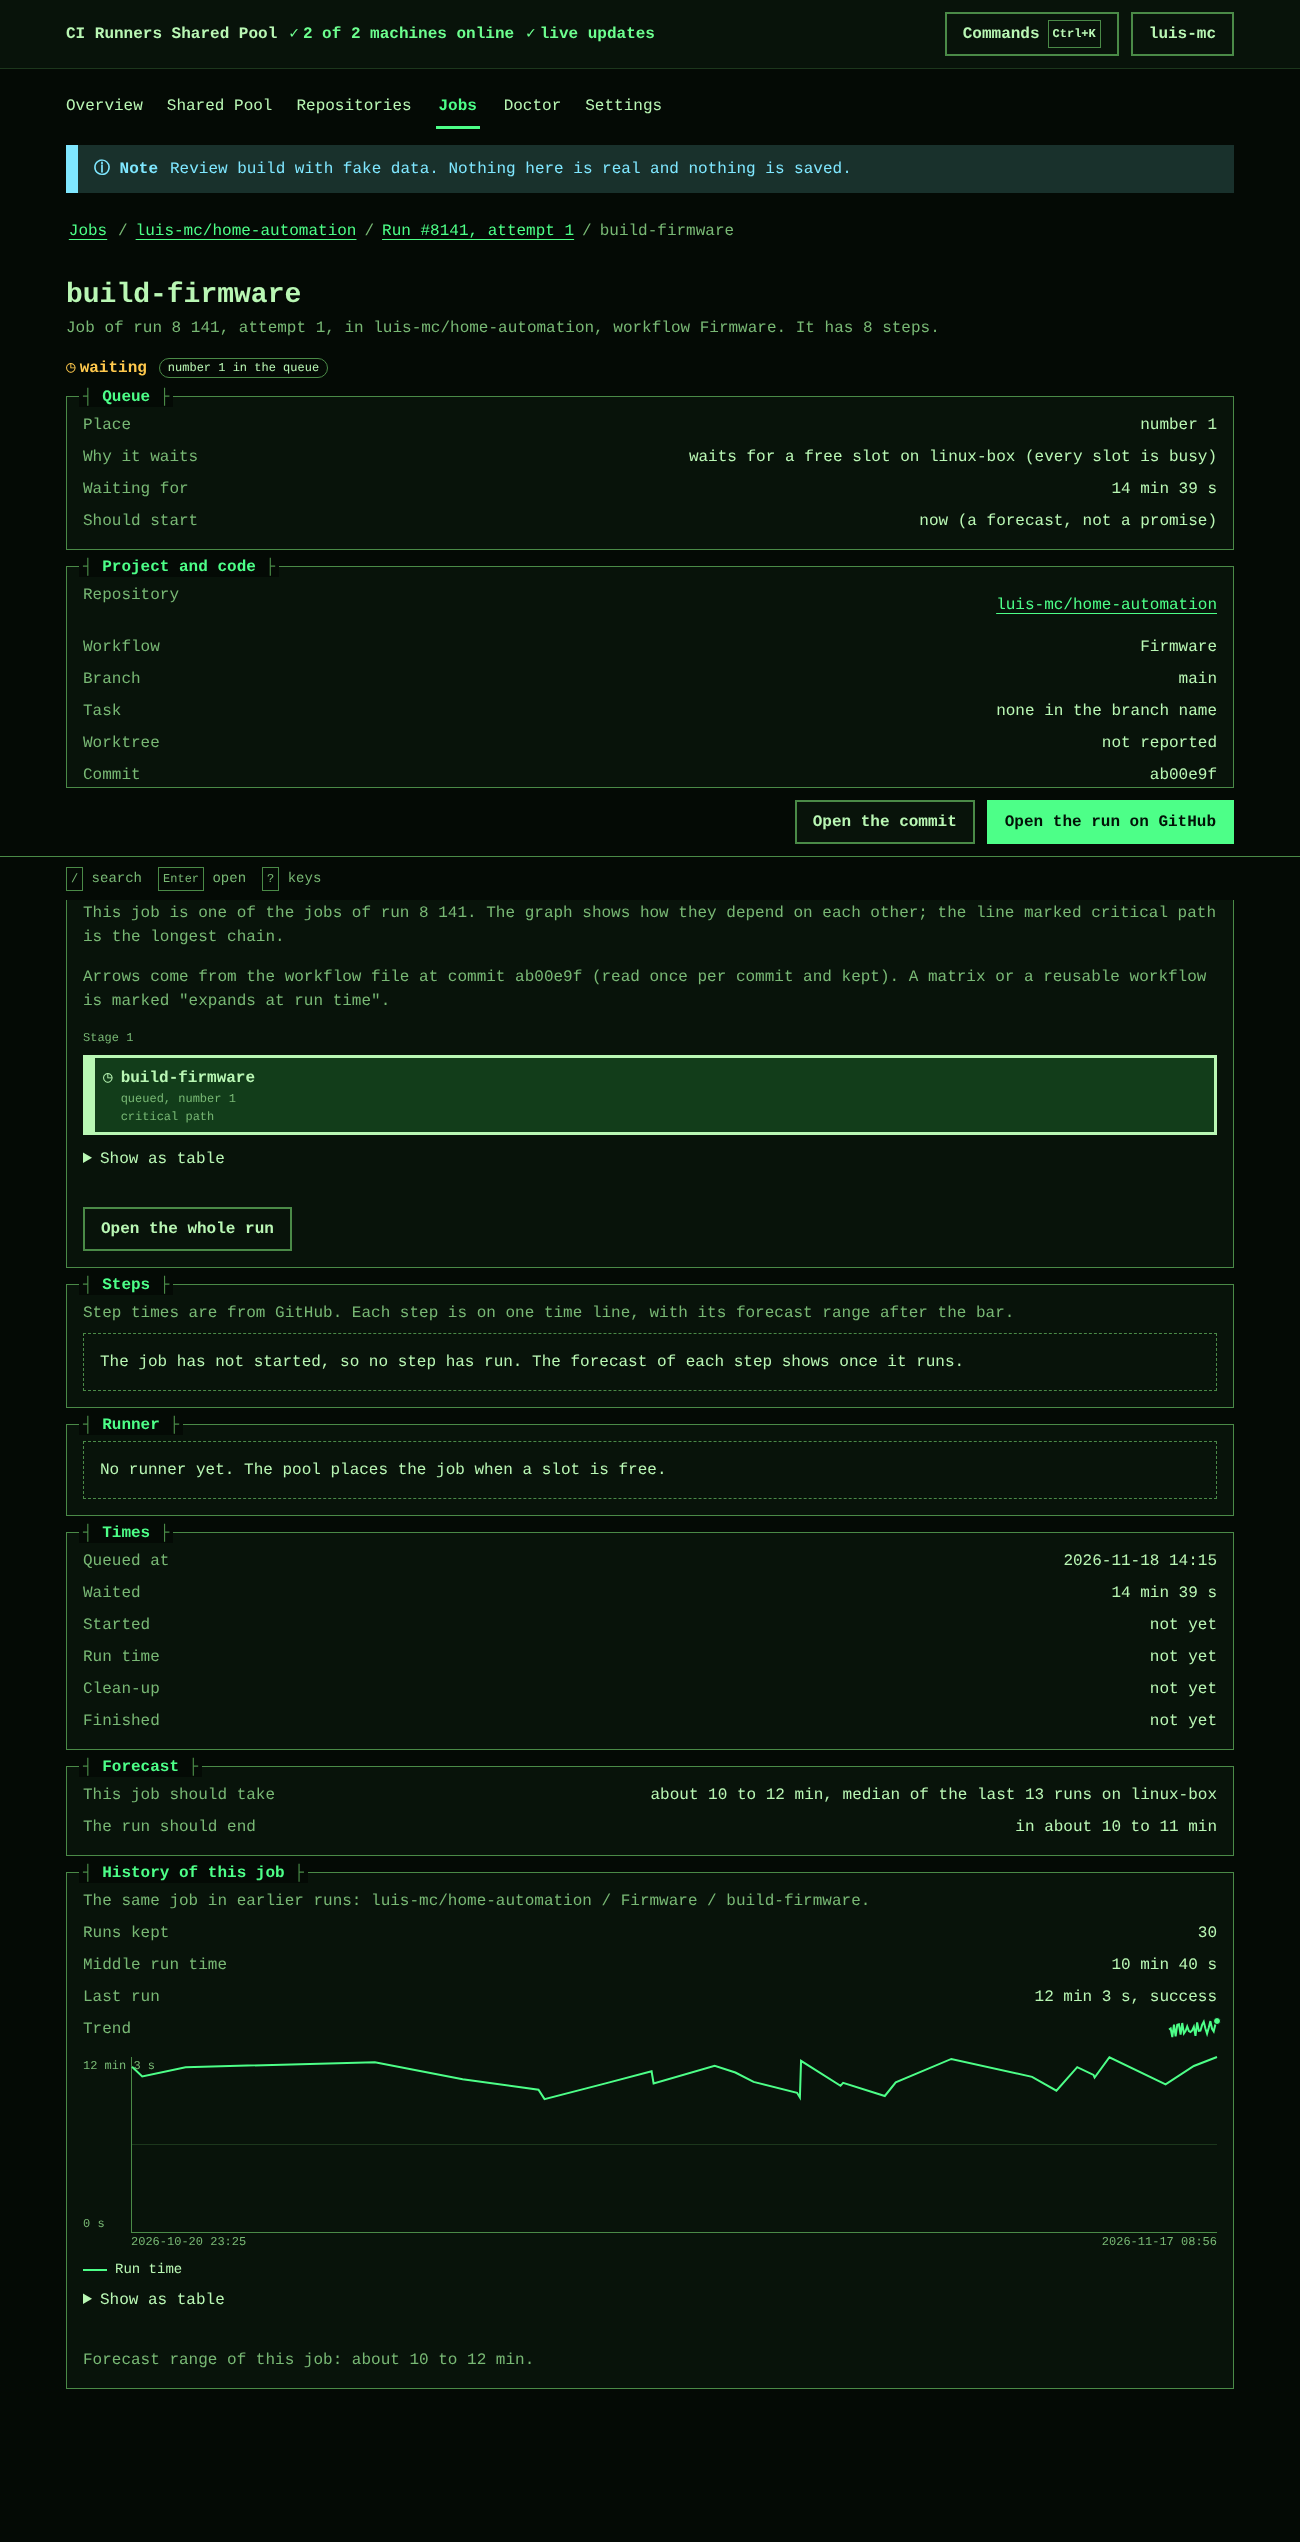 CI Runners Shared Pool ✓ 2 of 2 machines online ✓ live updates
Commands Ctrl+K
luis-mc
Overview Shared Pool Repositories Jobs Doctor Settings
ⓘ Note Review build with fake data. Nothing here is real and nothing is saved.
Jobs / luis-mc/home-automation / Run #8141, attempt 1 / build-firmware
build-firmware
Job of run 8 141, attempt 1, in luis-mc/home-automation, workflow Firmware. It has 8 steps.
◷ waiting number 1 in the queue
Queue
Place number 1
Why it waits waits for a free slot on linux-box (every slot is busy)
Waiting for 14 min 39 s
Should start now (a forecast, not a promise)
Project and code
Repository luis-mc/home-automation
Workflow Firmware
Branch main
Task none in the branch name
Worktree not reported
Commit ab00e9f
Open the commit
Open the run on GitHub
/ search Enter open ? keys
This job is one of the jobs of run 8 141. The graph shows how they depend on each other; the line marked critical path
is the longest chain.
Arrows come from the workflow file at commit ab00e9f (read once per commit and kept). A matrix or a reusable workflow
is marked "expands at run time".
Stage 1
◷ build-firmware
queued, number 1
critical path
▶ Show as table
Open the whole run
Steps
Step times are from GitHub. Each step is on one time line, with its forecast range after the bar.
The job has not started, so no step has run. The forecast of each step shows once it runs.
Runner
No runner yet. The pool places the job when a slot is free.
Times
Queued at 2026-11-18 14:15
Waited 14 min 39 s
Started not yet
Run time not yet
Clean-up not yet
Finished not yet
Forecast
This job should take about 10 to 12 min, median of the last 13 runs on linux-box
The run should end in about 10 to 11 min
History of this job
The same job in earlier runs: luis-mc/home-automation / Firmware / build-firmware.
Runs kept 30
Middle run time 10 min 40 s
Last run 12 min 3 s, success
Trend
12 min 3 s
0 s
2026-10-20 23:25 2026-11-17 08:56
Run time
▶ Show as table
Forecast range of this job: about 10 to 12 min.